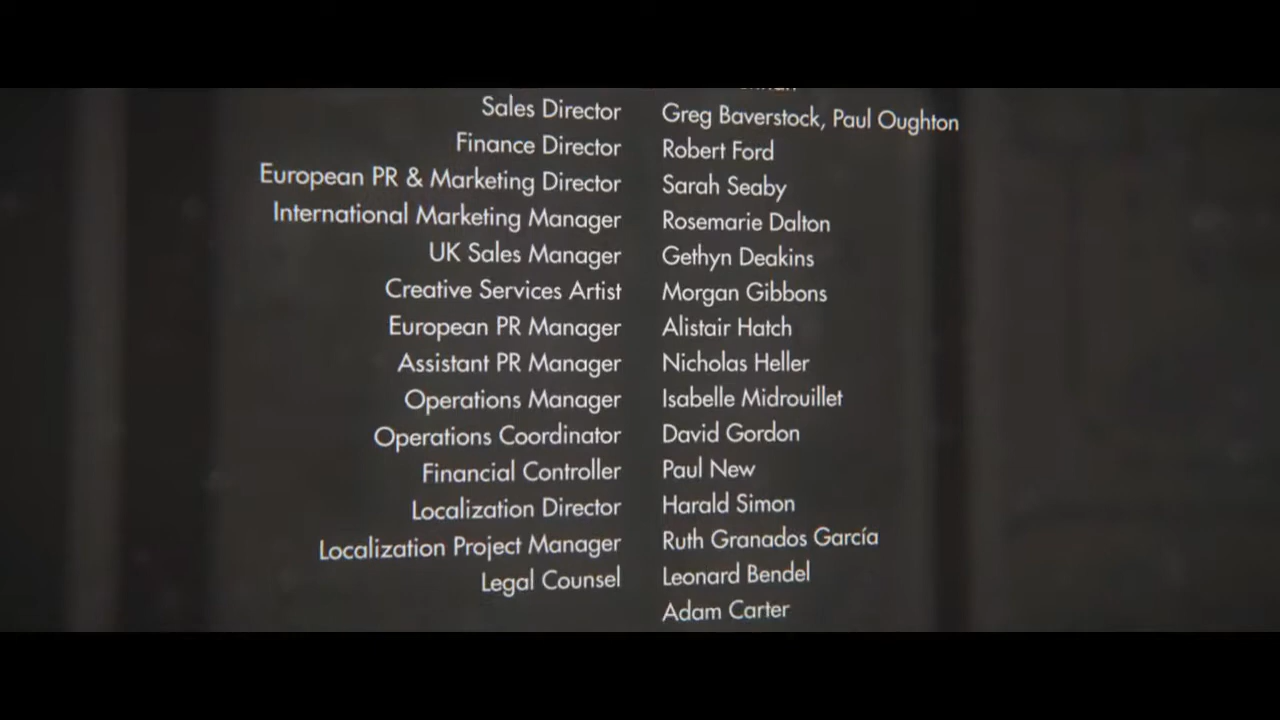 Sales Director Greg Baverstock, Paul Oughton
Finance Director Robert Ford
European PR & Marketing Director Sarah Seaby
International Marketing Manager Rosemarie Dalton
UK Sales Manager Gethyn Deakins
Creative Services Artist Morgan Gibbons
European PR Manager Alistair Hatch
Assistant PR Manager Nicholas Heller
Operations Manager Isabelle Midrouillet
Operations Coordinator David Gordon
Financial Controller Paul New
Localization Director Harald Simon
Localization Project Manager Ruth Granados García
Legal Counsel Leonard Bendel
Adam Carter